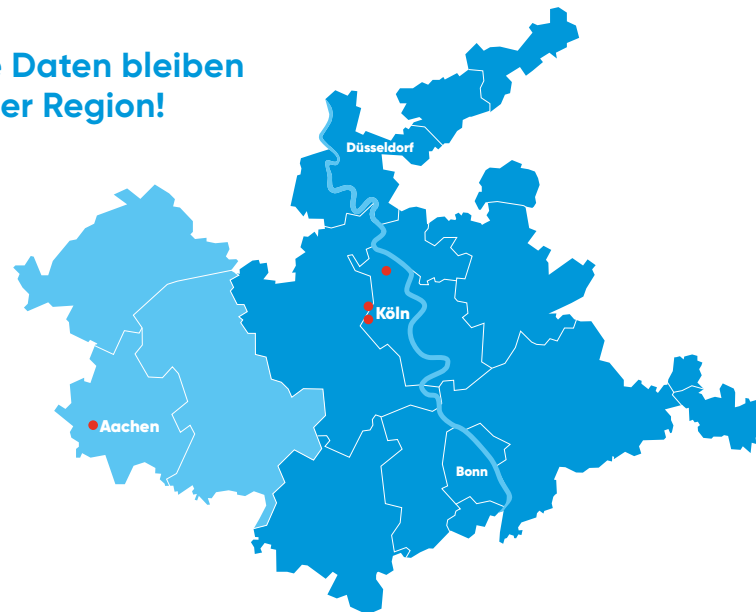 Daten bleiben
er Region!
Düsseldorf
Köln
Aachen
Bonn